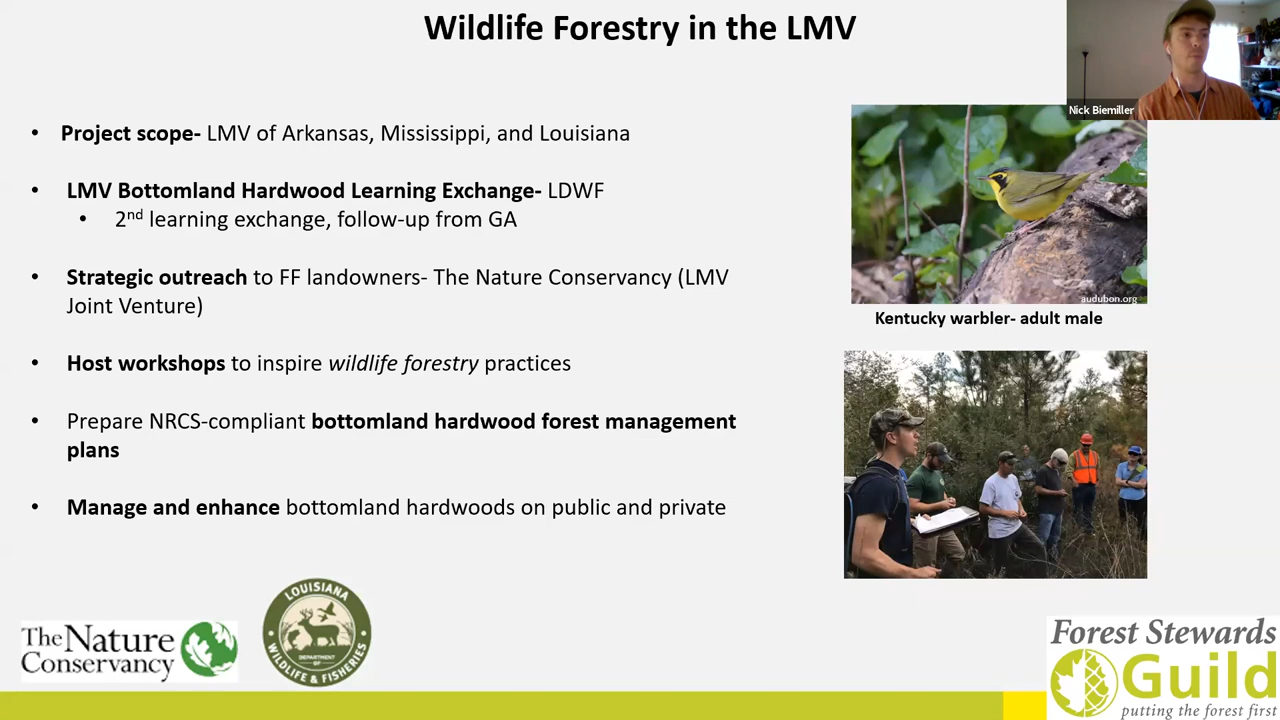 Wildlife Forestry in the LMV
Nick Biemiller
• Project scope- LMV of Arkansas, Mississippi, and Louisiana
• LMV Bottomland Hardwood Learning Exchange- LDWF
• 2nd learning exchange, follow-up from GA
• Strategic outreach to FF landowners- The Nature Conservancy (LMV
Joint Venture)
• Host workshops to inspire wildlife forestry practices
• Prepare NRCS-compliant bottomland hardwood forest management
plans
• Manage and enhance bottomland hardwoods on public and private
audubon.org
Kentucky warbler- adult male
The Nature
Conservancy
LOUISIANA
DEPARTMENT
OF
WILDLIFE & FISHERIES
Forest Stewards
Guild
putting the forest first